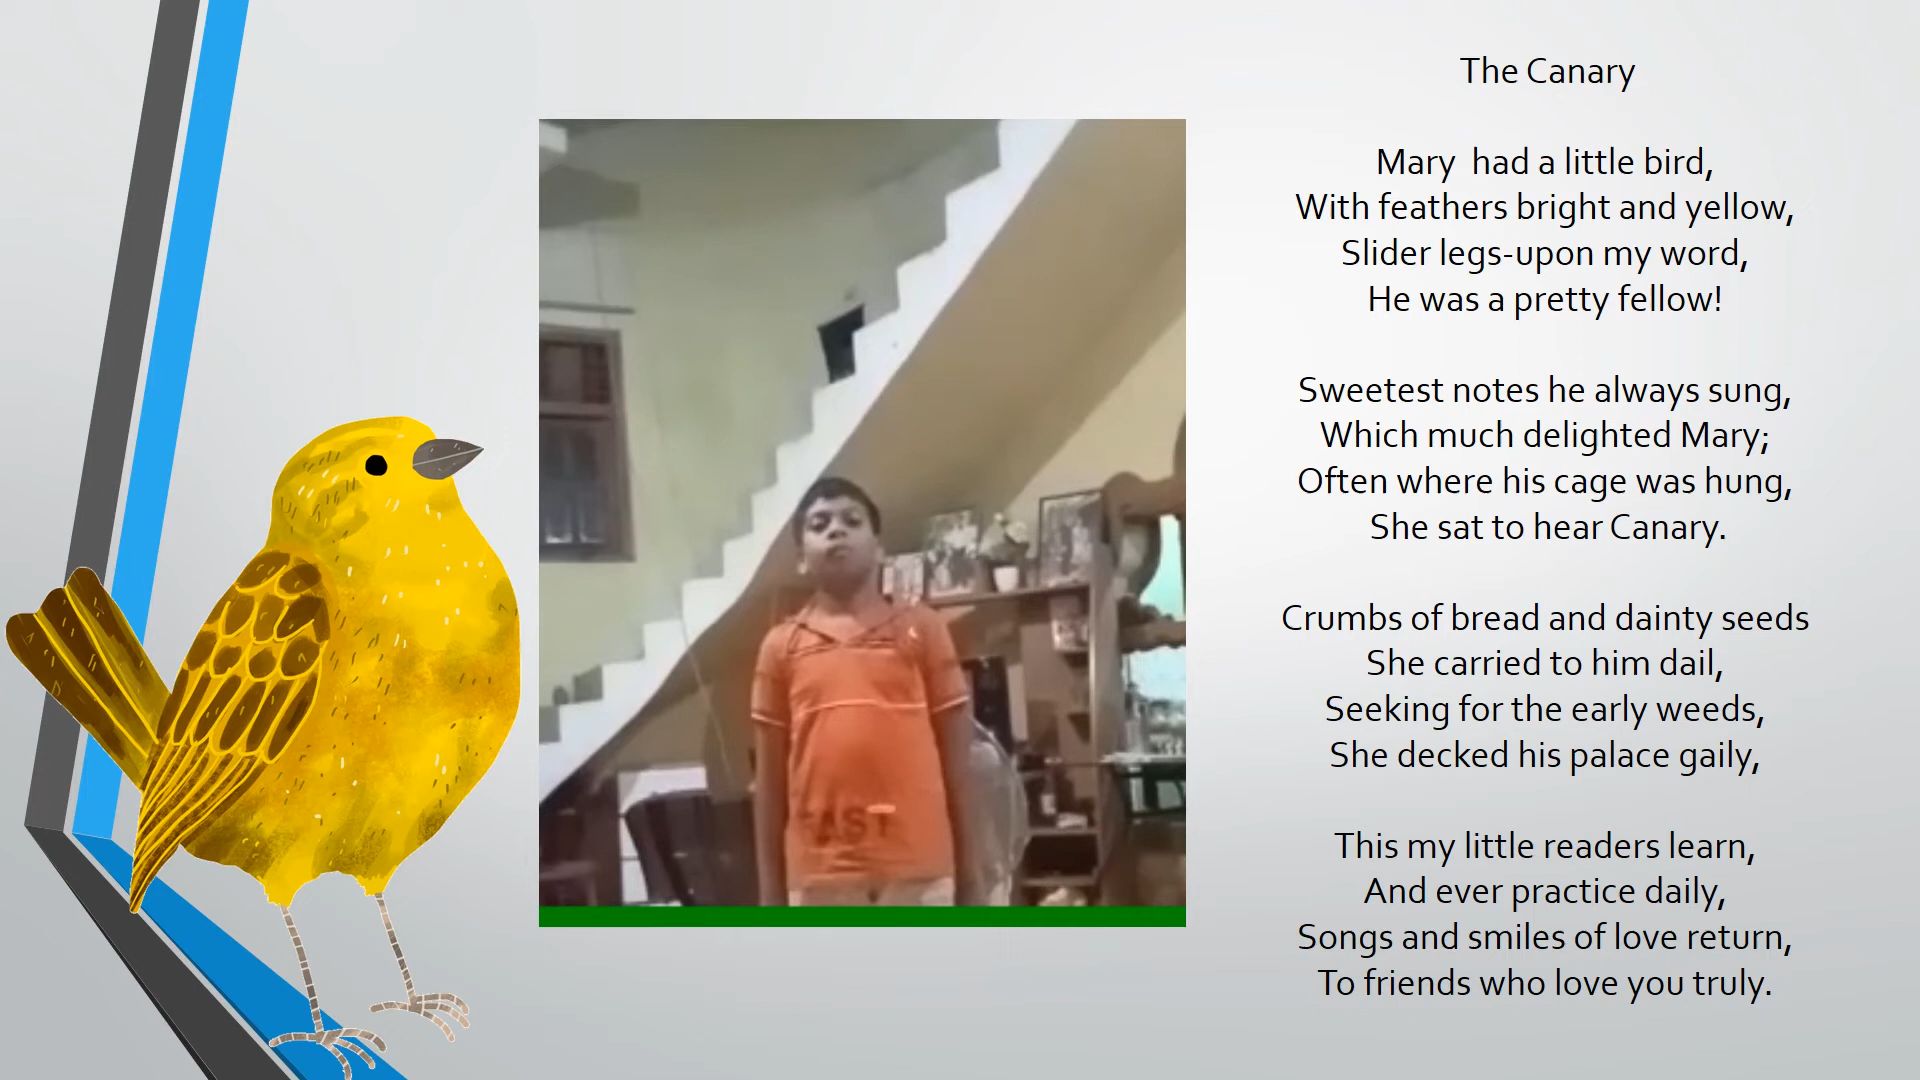 The Canary
Mary had a little bird,
With feathers bright and yellow,
Slider legs-upon my word,
He was a pretty fellow!
Sweetest notes he always sung,
Which much delighted Mary;
Often where his cage was hung,
She sat to hear Canary.
Crumbs of bread and dainty seeds
She carried to him dail,
Seeking for the early weeds,
She decked his palace gaily,
This my little readers learn,
And ever practice daily,
Songs and smiles of love return,
To friends who love you truly.